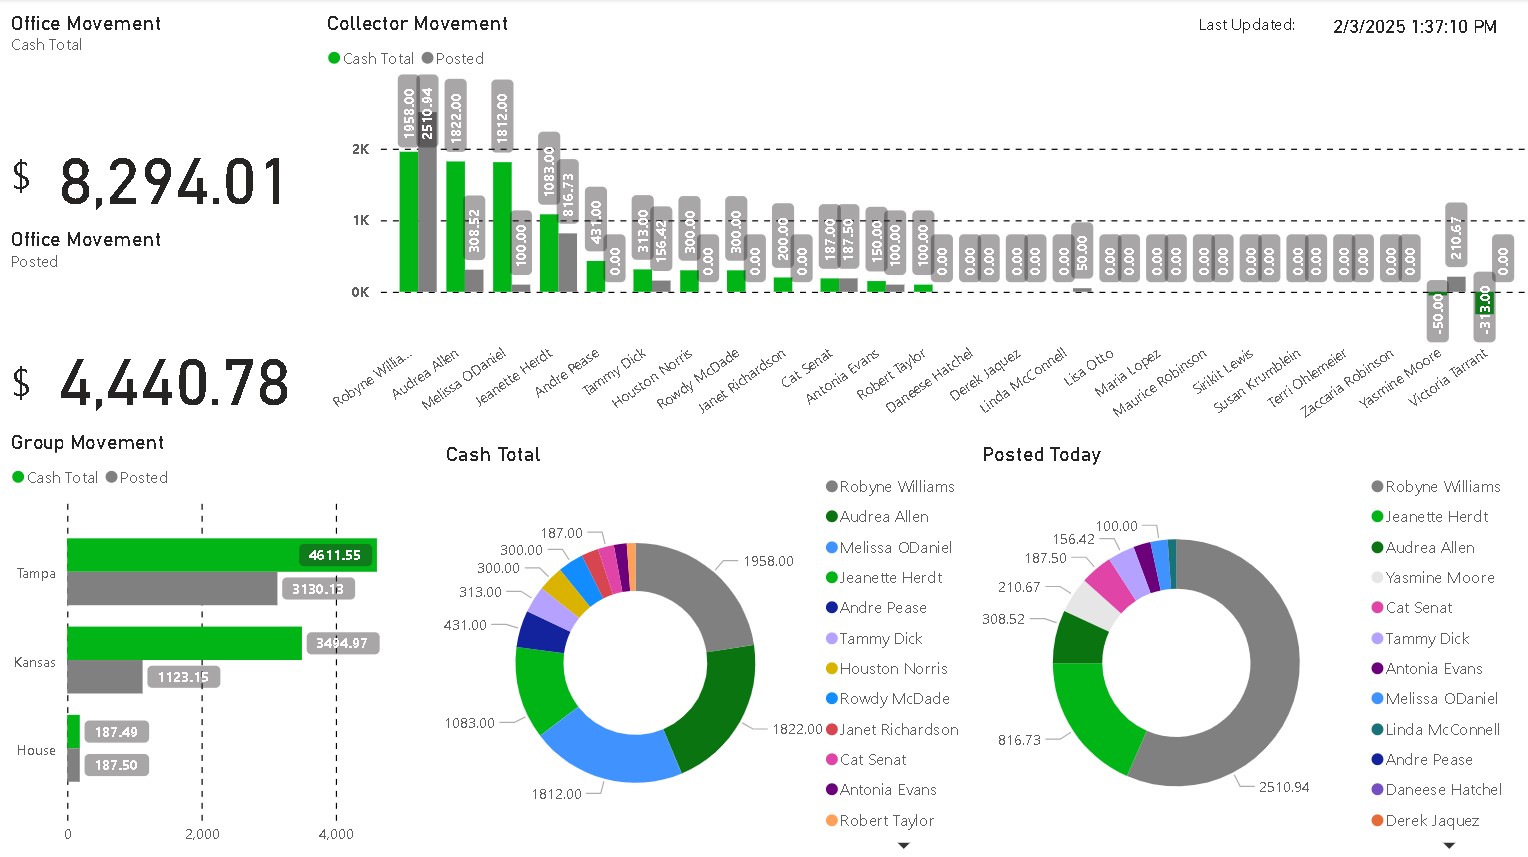 Office Movement
Cash Total
$ 8,294.01
Office Movement
Posted
$ 4,440.78
Collector Movement
Cash Total Posted
Last Updated: 2/3/2025 1:37:10 PM
2K
1K
0K
1958.00 2510.94 1822.00 308.52 1812.00 100.00 1083.00 816.73 431.00 0.00 313.00 156.42 300.00 0.00 300.00 0.00 200.00 0.00 187.00 187.50 150.00 100.00 100.00 0.00 0.00 0.00 0.00 0.00 0.00 50.00 0.00 0.00 0.00 0.00 0.00 0.00 0.00 0.00 0.00 0.00 0.00 0.00 0.00 0.00 -50.00 210.67 -313.00 0.00
Robyne Willia...
Audrea Allen
Melissa ODaniel
Jeanette Herdt
Andre Pease
Tammy Dick
Houston Norris
Rowdy McDade
Janet Richardson
Cat Senat
Antonia Evans
Robert Taylor
Daneese Hatchel
Derek Jaquez
Linda McConnell
Lisa Otto
Maria Lopez
Maurice Robinson
Sirikit Lewis
Susan Krumblein
Terri Ohlemeier
Zaccaria Robinson
Yasmine Moore
Victoria Tarrant
Group Movement
Cash Total Posted
Tampa
4611.55
3130.13
Kansas
3494.97
1123.15
House
187.49
187.50
0 2,000 4,000
Cash Total
187.00
300.00
300.00
313.00
431.00
1083.00
1812.00
1958.00
1822.00
Robyne Williams
Audrea Allen
Melissa ODaniel
Jeanette Herdt
Andre Pease
Tammy Dick
Houston Norris
Rowdy McDade
Janet Richardson
Cat Senat
Antonia Evans
Robert Taylor
Posted Today
100.00
156.42
187.50
210.67
308.52
816.73
2510.94
Robyne Williams
Jeanette Herdt
Audrea Allen
Yasmine Moore
Cat Senat
Tammy Dick
Antonia Evans
Melissa ODaniel
Linda McConnell
Andre Pease
Daneese Hatchel
Derek Jaquez